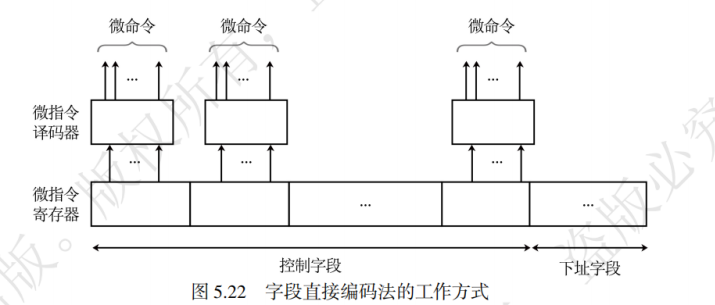 微命令 微命令 微命令
... ... ...
微指令
译码器
... ... ...
微指令
寄存器
... ...
控制字段 下址字段
图 5.22 字段直接编码法的工作方式
版权所有，
盗版必究
版。